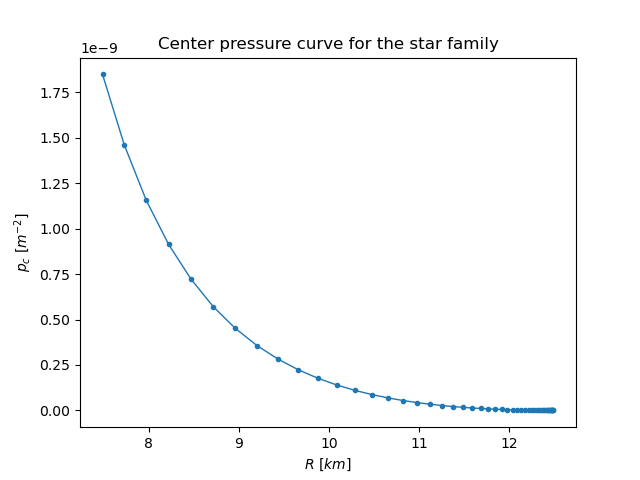 Center pressure curve for the star family
1e−9
1.75
1.50
1.25
1.00
0.75
0.50
0.25
0.00
p_c [m^{-2}]
8 9 10 11 12
R [km]